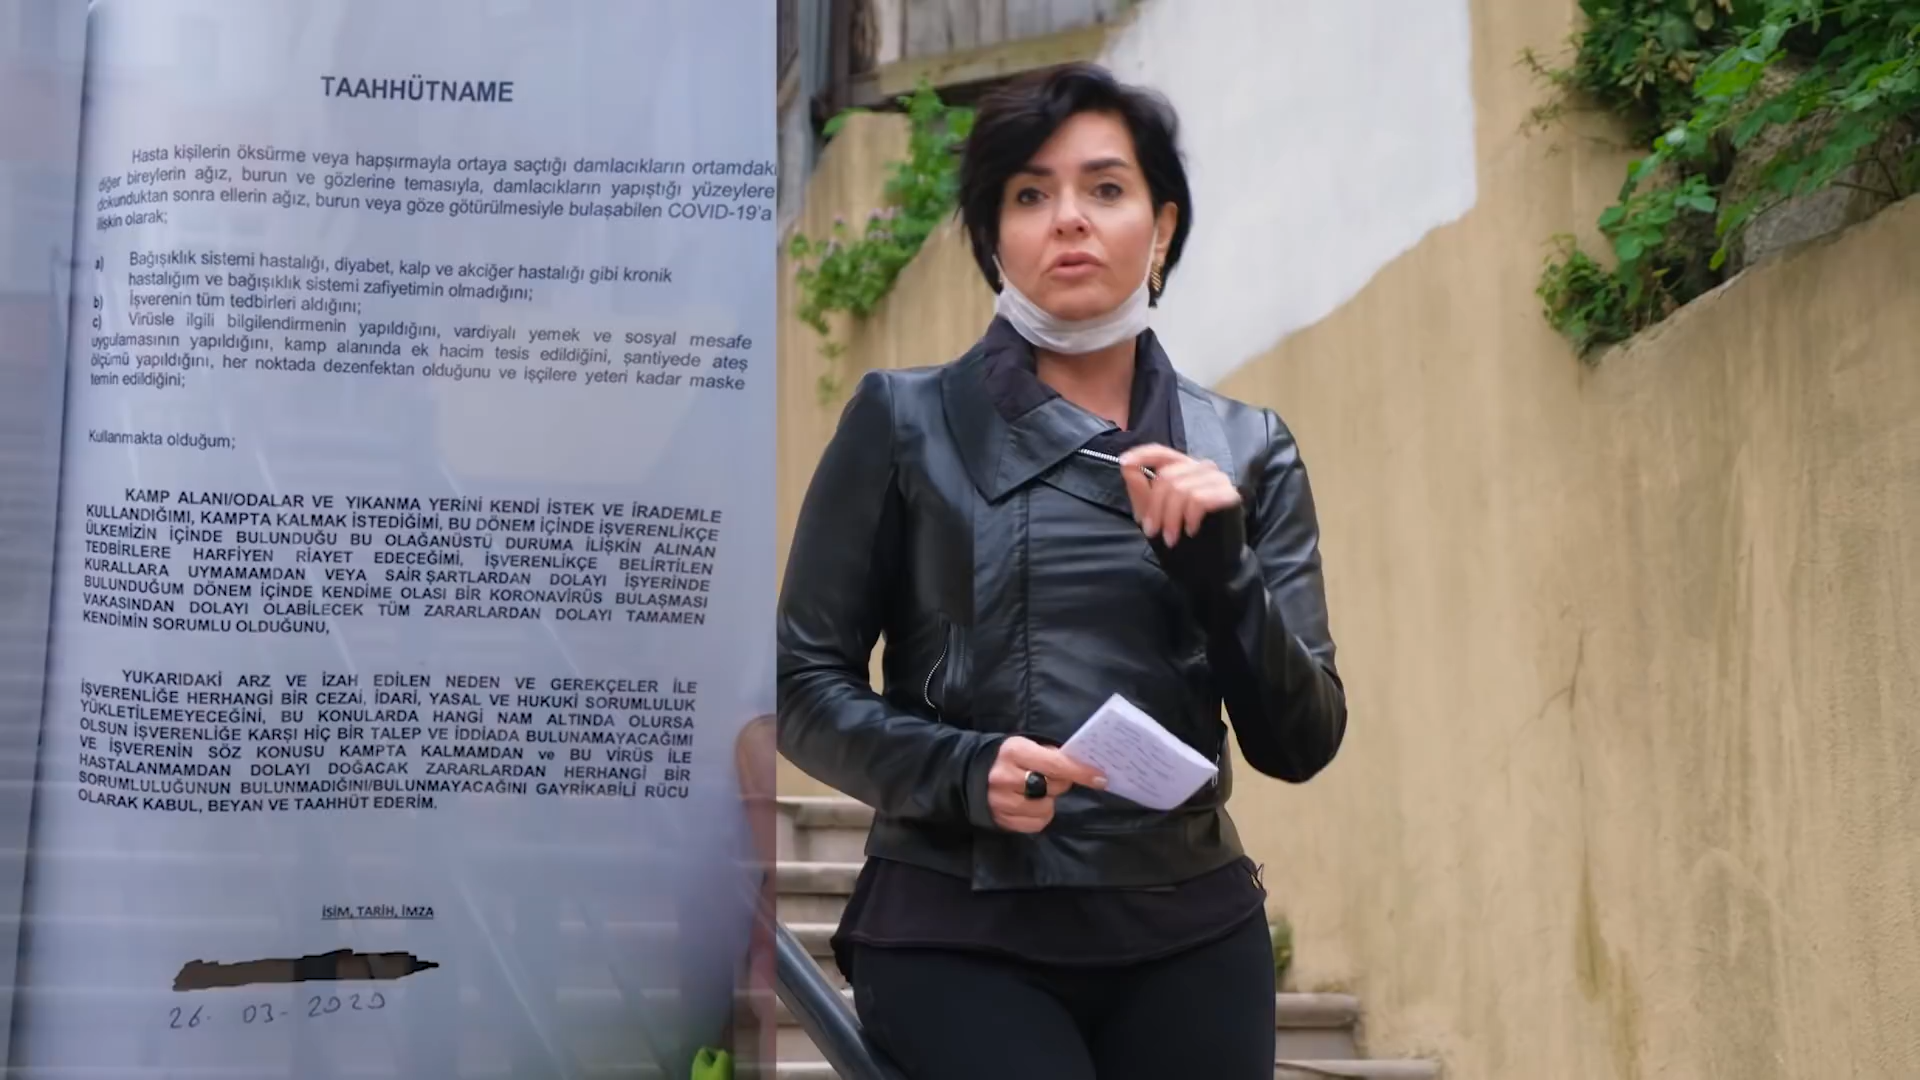 TAAHHÜTNAME
Hasta kişilerin öksürme veya hapşırmayla ortaya saçtığı damlacıkların ortamdaki
diğer bireylerin ağız, burun ve gözlerine temasıyla, damlacıkların yapıştığı yüzeylere
dokunduktan sonra ellerin ağız, burun veya göze götürülmesiyle bulaşabilen COVID-19'a
ilişkin olarak;
a) Bağışıklık sistemi hastalığı, diyabet, kalp ve akciğer hastalığı gibi kronik
hastalığım ve bağışıklık sistemi zafiyetimin olmadığını;
b) İşverenin tüm tedbirleri aldığını;
c) Virüsle ilgili bilgilendirmenin yapıldığını, vardiyalı yemek ve sosyal mesafe
uygulamasının yapıldığını, kamp alanında ek hacim tesis edildiğini, şantiyede ateş
ölçümü yapıldığını, her noktada dezenfektan olduğunu ve işçilere yeteri kadar maske
temin edildiğini;
Kullanmakta olduğum;
KAMP ALANI/ODALAR VE YIKANMA YERİNİ KENDİ İSTEK VE İRADEMLE
KULLANDIĞIMI, KAMPTA KALMAK İSTEDİĞİMİ, BU DÖNEM İÇİNDE İŞVERENLİKÇE
ÜLKEMİZİN İÇİNDE BULUNDUĞU BU OLAĞANÜSTÜ DURUMA İLİŞKİN ALINAN
TEDBİRLERE HARFİYEN RİAYET EDECEĞİMİ, İŞVERENLİKÇE BELİRTİLEN
KURALLARA UYMAMAMDAN VEYA SAİR ŞARTLARDAN DOLAYI İŞYERİNDE
BULUNDUĞUM DÖNEM İÇİNDE KENDİME OLASI BİR KORONAVİRÜS BULAŞMASI
VAKASINDAN DOLAYI OLABİLECEK TÜM ZARARLARDAN DOLAYI TAMAMEN
KENDİMİN SORUMLU OLDUĞUNU,
YUKARIDAKİ ARZ VE İZAH EDİLEN NEDEN VE GEREKÇELER İLE
İŞVERENLİĞE HERHANGİ BİR CEZAİ, İDARİ, YASAL VE HUKUKİ SORUMLULUK
YÜKLETİLEMEYECEĞİNİ, BU KONULARDA HANGİ NAM ALTINDA OLURSA
OLSUN İŞVERENLİĞE KARŞI HİÇ BİR TALEP VE İDDİADA BULUNAMAYACAĞIMI
VE İŞVERENİN SÖZ KONUSU KAMPTA KALMAMDAN ve BU VİRÜS İLE
HASTALANMAMDAN DOLAYI DOĞACAK ZARARLARDAN HERHANGİ BİR
SORUMLULUĞUNUN BULUNMADIĞINI/BULUNMAYACAĞINI GAYRİKABİLİ RÜCU
OLARAK KABUL, BEYAN VE TAAHHÜT EDERİM.
İSİM, TARİH, İMZA
26. 03- 2020